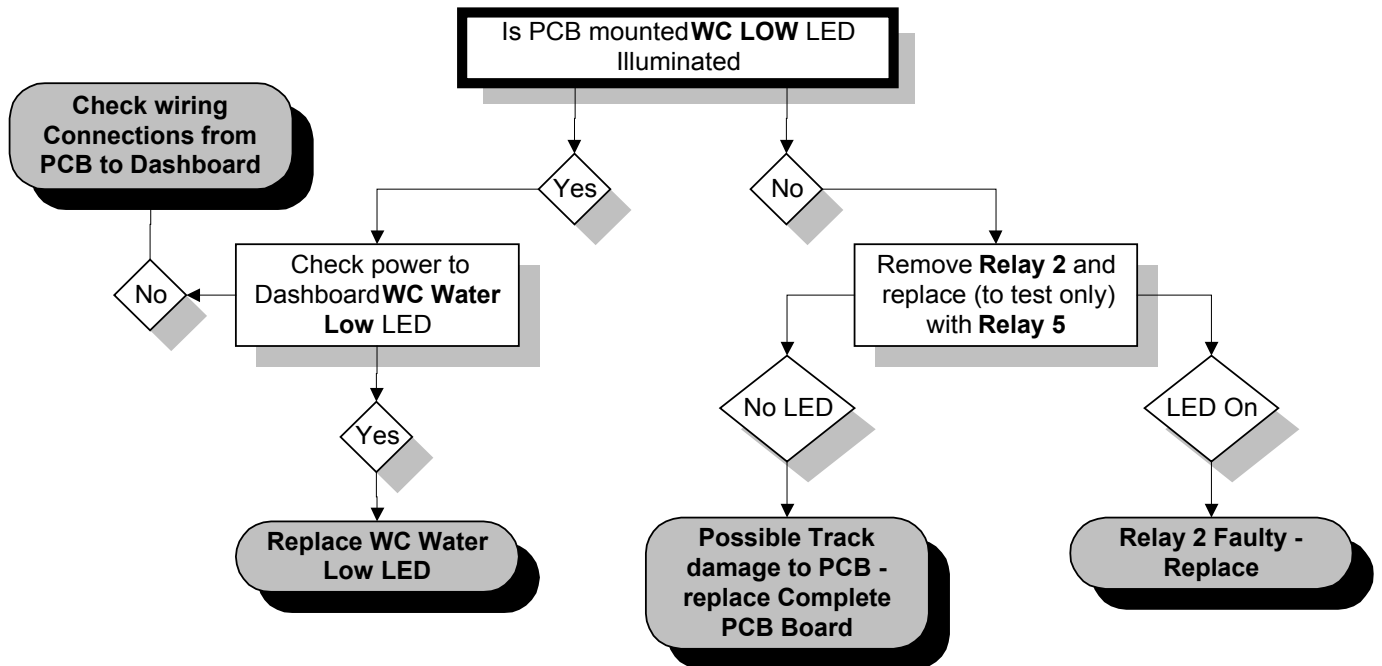 Is PCB mounted WC LOW LED
Illuminated
Check wiring
Connections from
PCB to Dashboard
Yes
No
No
Check power to
Dashboard WC Water
Low LED
Remove Relay 2 and
replace (to test only)
with Relay 5
Yes
No LED
LED On
Replace WC Water
Low LED
Possible Track
damage to PCB -
replace Complete
PCB Board
Relay 2 Faulty -
Replace